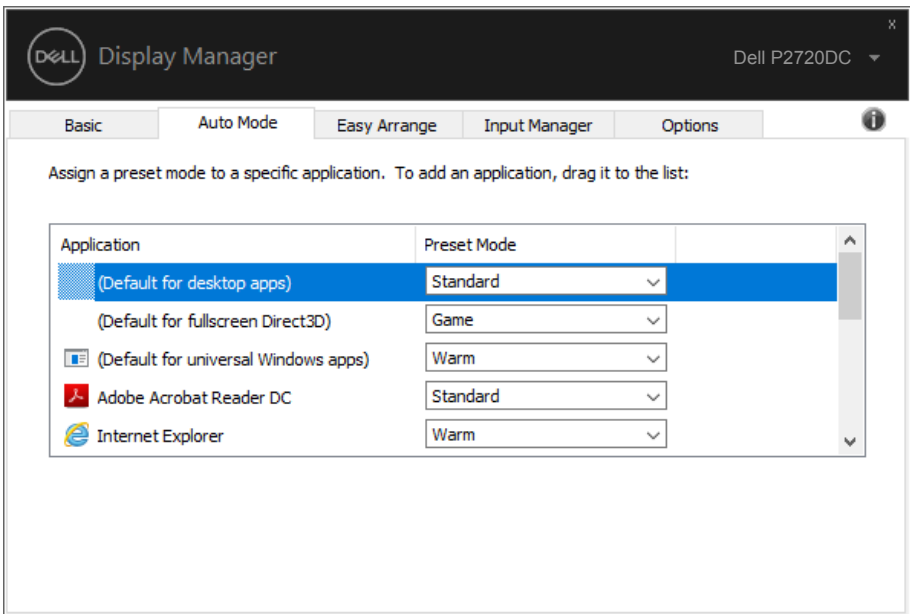 x
DELL Display Manager Dell P2720DC
Basic Auto Mode Easy Arrange Input Manager Options i
Assign a preset mode to a specific application. To add an application, drag it to the list:
Application Preset Mode
(Default for desktop apps) Standard
(Default for fullscreen Direct3D) Game
(Default for universal Windows apps) Warm
Adobe Acrobat Reader DC Standard
Internet Explorer Warm